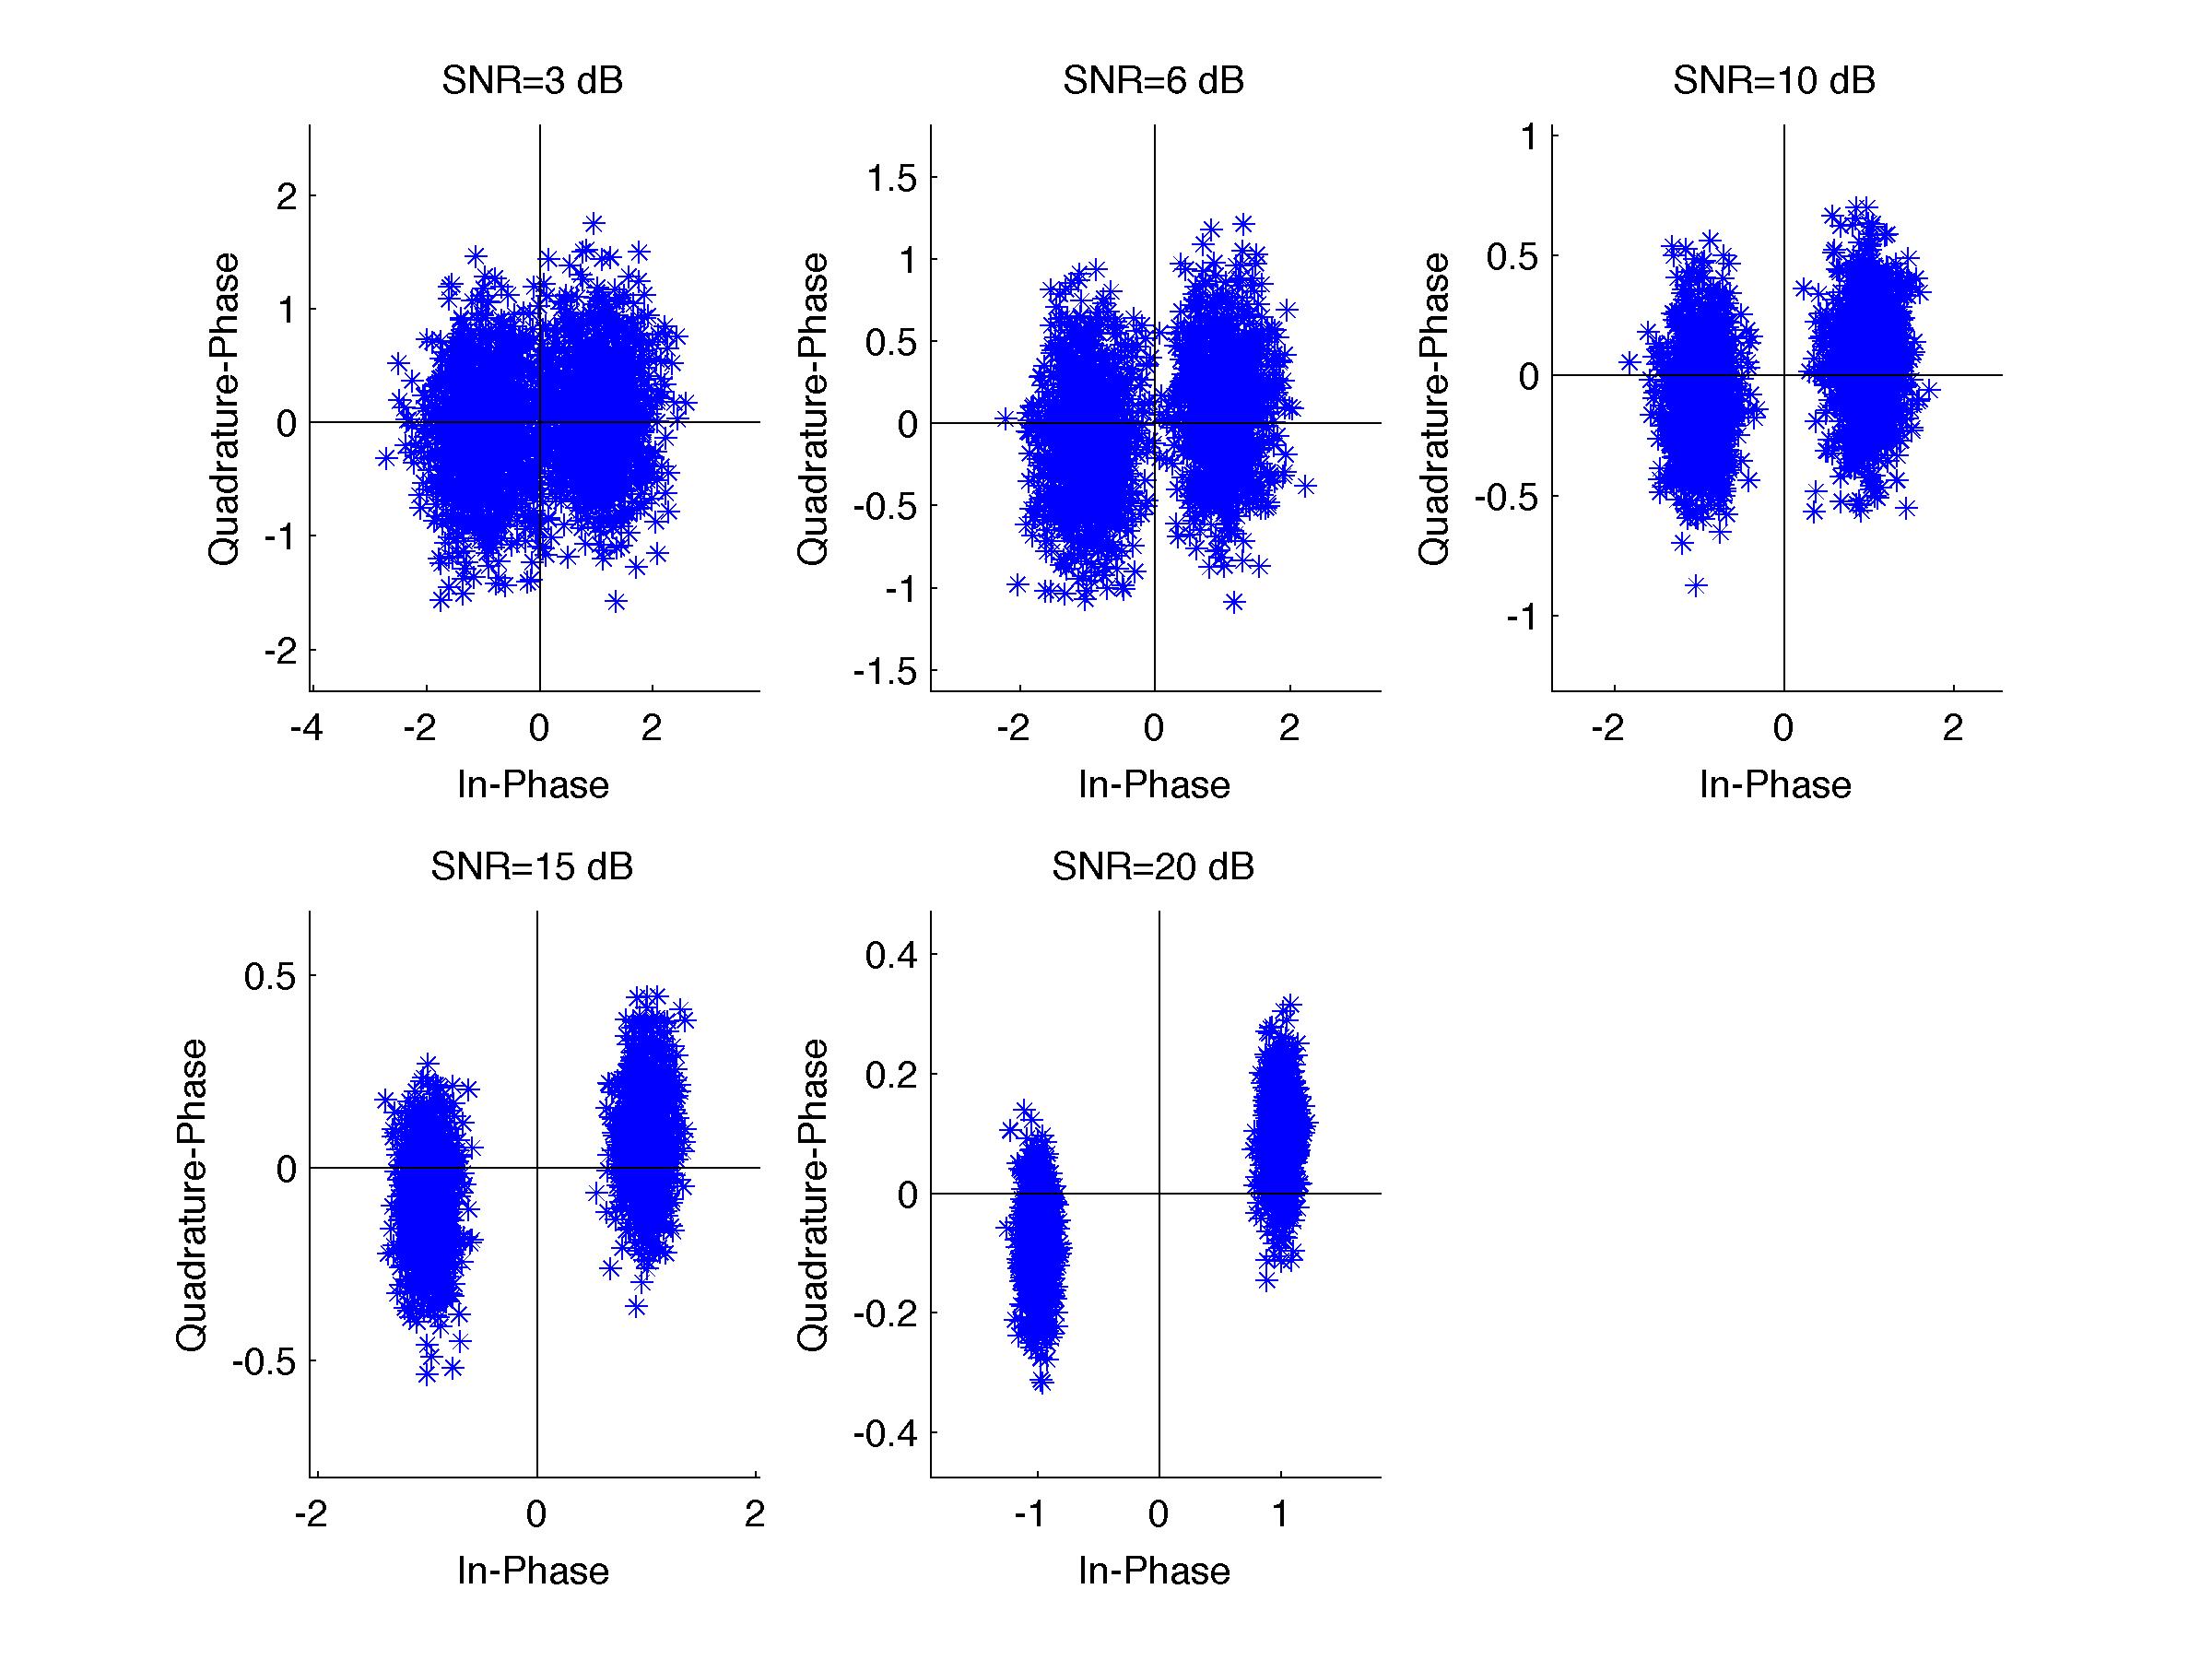 SNR=3 dB
SNR=6 dB
SNR=10 dB
Quadrature-Phase
2
1
0
-1
-2
-4 -2 0 2
In-Phase
Quadrature-Phase
1.5
1
0.5
0
-0.5
-1
-1.5
-2 0 2
In-Phase
Quadrature-Phase
1
0.5
0
-0.5
-1
-2 0 2
In-Phase
SNR=15 dB
SNR=20 dB
Quadrature-Phase
0.5
0
-0.5
-2 0 2
In-Phase
Quadrature-Phase
0.4
0.2
0
-0.2
-0.4
-1 0 1
In-Phase